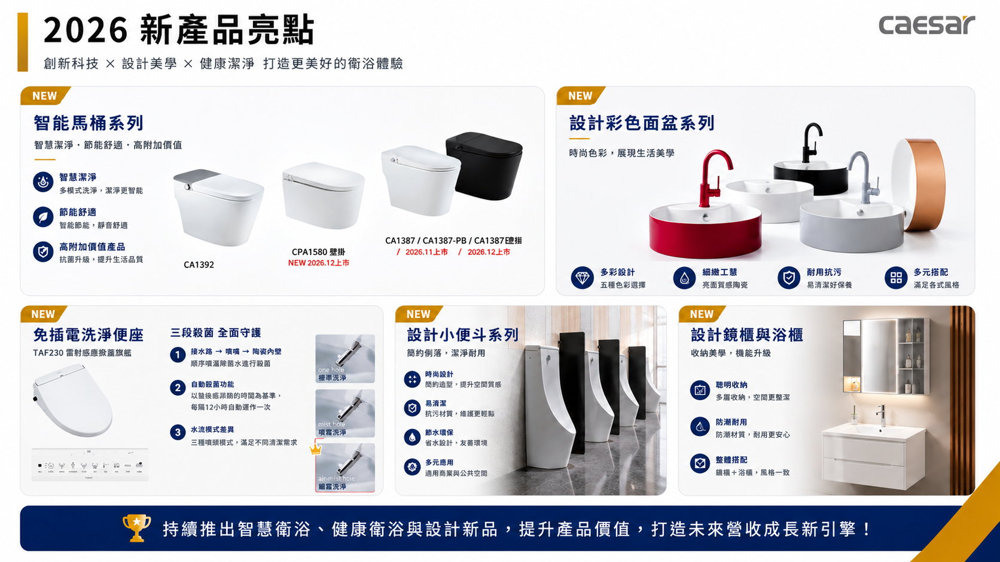 2026 新產品亮點
創新科技 × 設計美學 × 健康潔淨 打造更美好的衛浴體驗
caesar
NEW
智能馬桶系列
智慧潔淨・節能舒適・高附加價值
智慧潔淨
多模式洗淨，潔淨更智能
節能舒適
智能節能，靜音舒適
高附加價值產品
抗菌升級，提升生活品質
CA1392
CPA1580 壁掛
NEW 2026.12上市
CA1387 / CA1387-PB / CA1387 掛
/ 2026.11上市 / 2026.12上市
NEW
設計彩色面盆系列
時尚色彩，展現生活美學
多彩設計
五種色彩選擇
細緻工慧
亮面質感陶瓷
耐用抗污
易清潔好保養
多元搭配
滿足各式風格
NEW
免插電洗淨便座
TAF230 雷射感應掀蓋旗艦
三段殺菌 全面守護
1
接水路 → 噴嘴 → 陶瓷內壁
順序噴灑除菌水進行殺菌
2
自動殺菌功能
的時間為基準，
每隔12小時自動運作一次
3
水流模式差異
三種噴頭模式，滿足不同清潔需求
one hole
標準洗淨
mist hole
噴霧洗淨
air-mist hole
細霧洗淨
NEW
設計小便斗系列
簡約俐落，潔淨耐用
時尚設計
簡約造型，提升空間質感
易清潔
抗污材質，維護更輕鬆
節水環保
省水設計，友善環境
多元應用
適用商業與公共空間
NEW
設計鏡櫃與浴櫃
收納美學，機能升級
聰明收納
多層收納，空間更整潔
防潮耐用
防潮材質，耐用更安心
整體搭配
鏡櫃＋浴櫃，風格一致
持續推出智慧衛浴、健康衛浴與設計新品，提升產品價值，打造未來營收成長新引擎！